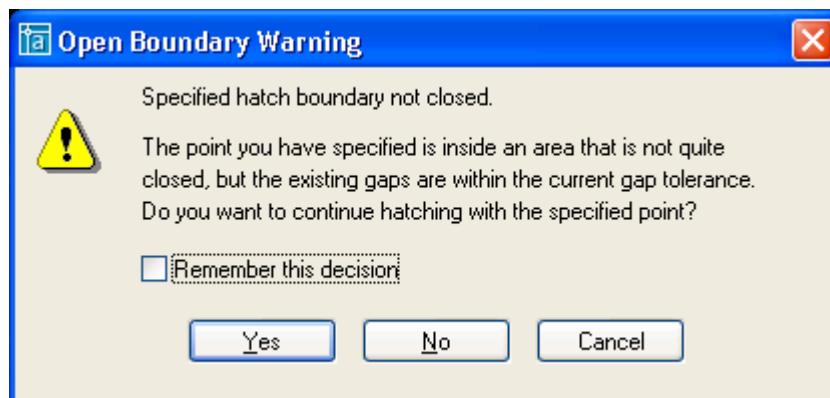 Open Boundary Warning
Specified hatch boundary not closed.
The point you have specified is inside an area that is not quite
closed, but the existing gaps are within the current gap tolerance.
Do you want to continue hatching with the specified point?
Remember this decision
Yes No Cancel